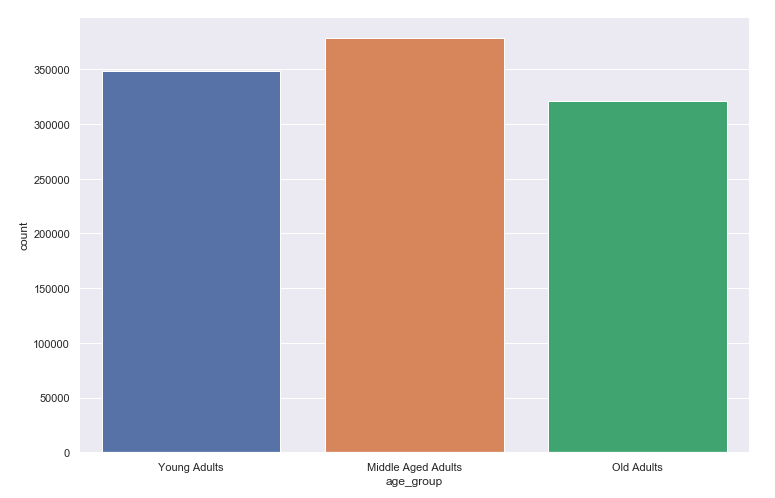 350000
300000
250000
200000
150000
100000
50000
0
count
Young Adults
Middle Aged Adults
Old Adults
age_group